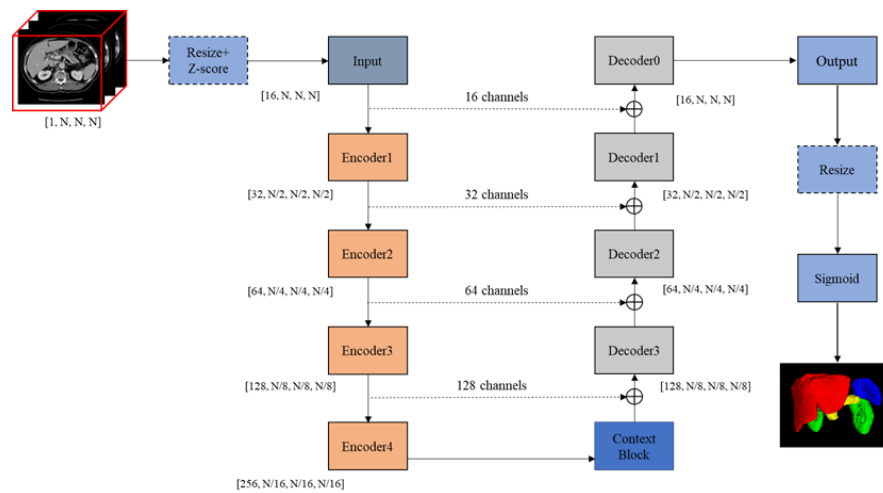 Resize+
Z-score
Input
Decoder0
Output
[1, N, N, N]
[16, N, N, N]
16 channels
[16, N, N, N]
Encoder1
Decoder1
Resize
[32, N/2, N/2, N/2]
32 channels
[32, N/2, N/2, N/2]
Encoder2
Decoder2
Sigmoid
[64, N/4, N/4, N/4]
64 channels
[64, N/4, N/4, N/4]
Encoder3
Decoder3
[128, N/8, N/8, N/8]
128 channels
[128, N/8, N/8, N/8]
Encoder4
Context
Block
[256, N/16, N/16, N/16]